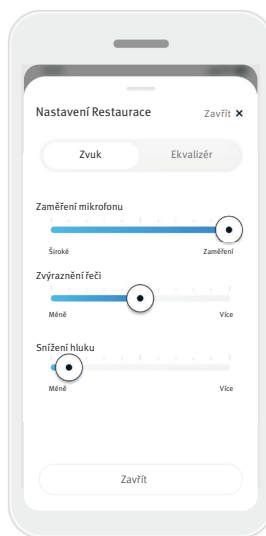 Nastavení Restaurace Zavřít ×
Zvuk Ekvalizér
Zaměření mikrofonu
Široké Zaměření
Zvýraznění řeči
Méně Více
Snížení hluku
Méně Více
Zavřít